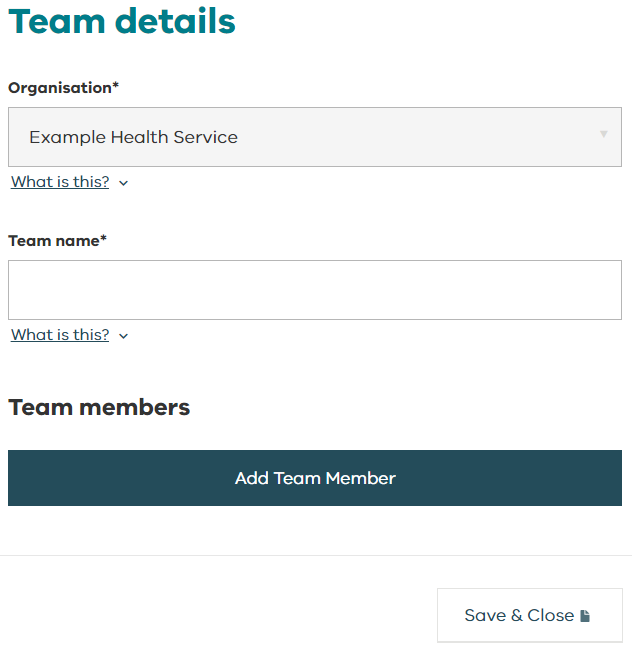 Team details
Organisation*
Example Health Service
What is this?
Team name*
What is this?
Team members
Add Team Member
Save & Close